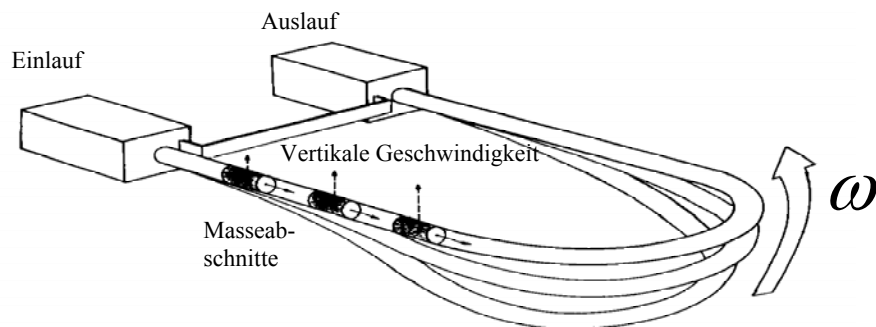 Auslauf
Einlauf
Vertikale Geschwindigkeit
ω
Masseab-
schnitte